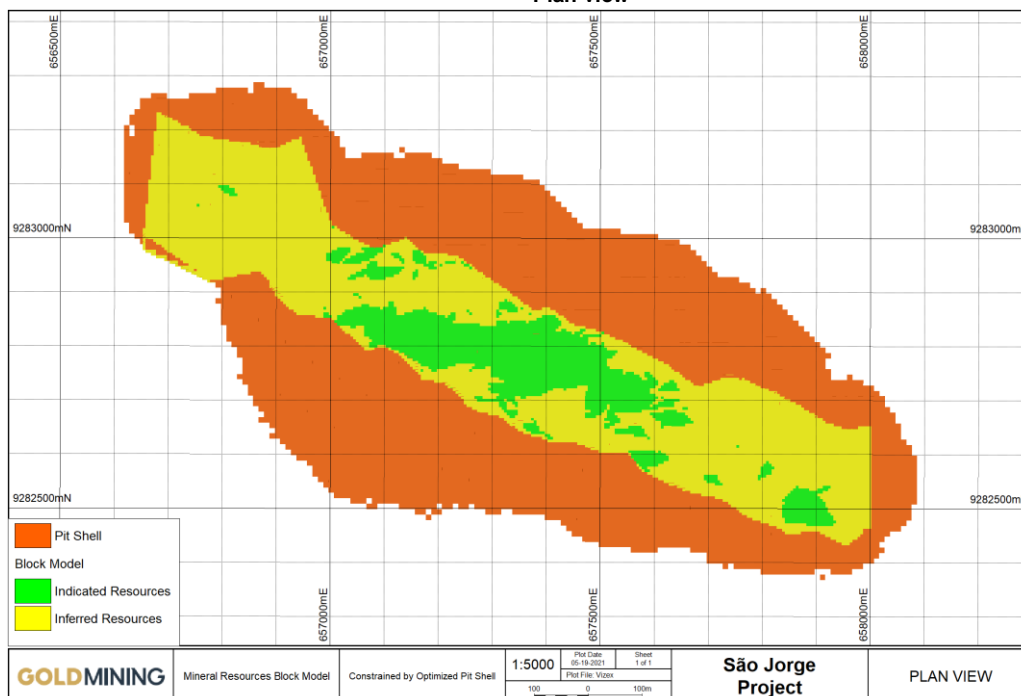 Plan View
656500mE
657000mE
657500mE
658000mE
9283000mN
9283000mN
9282500mN
9282500mN
Pit Shell
Block Model
Indicated Resources
Inferred Resources
657000mE
657500mE
658000mE
GOLDMINING
Mineral Resources Block Model
Constrained by Optimized Pit Shell
1:5000
Plot Date
05-19-2021
Sheet
1 of 1
Plot File: Vizex
100 0 100m
São Jorge
Project
PLAN VIEW